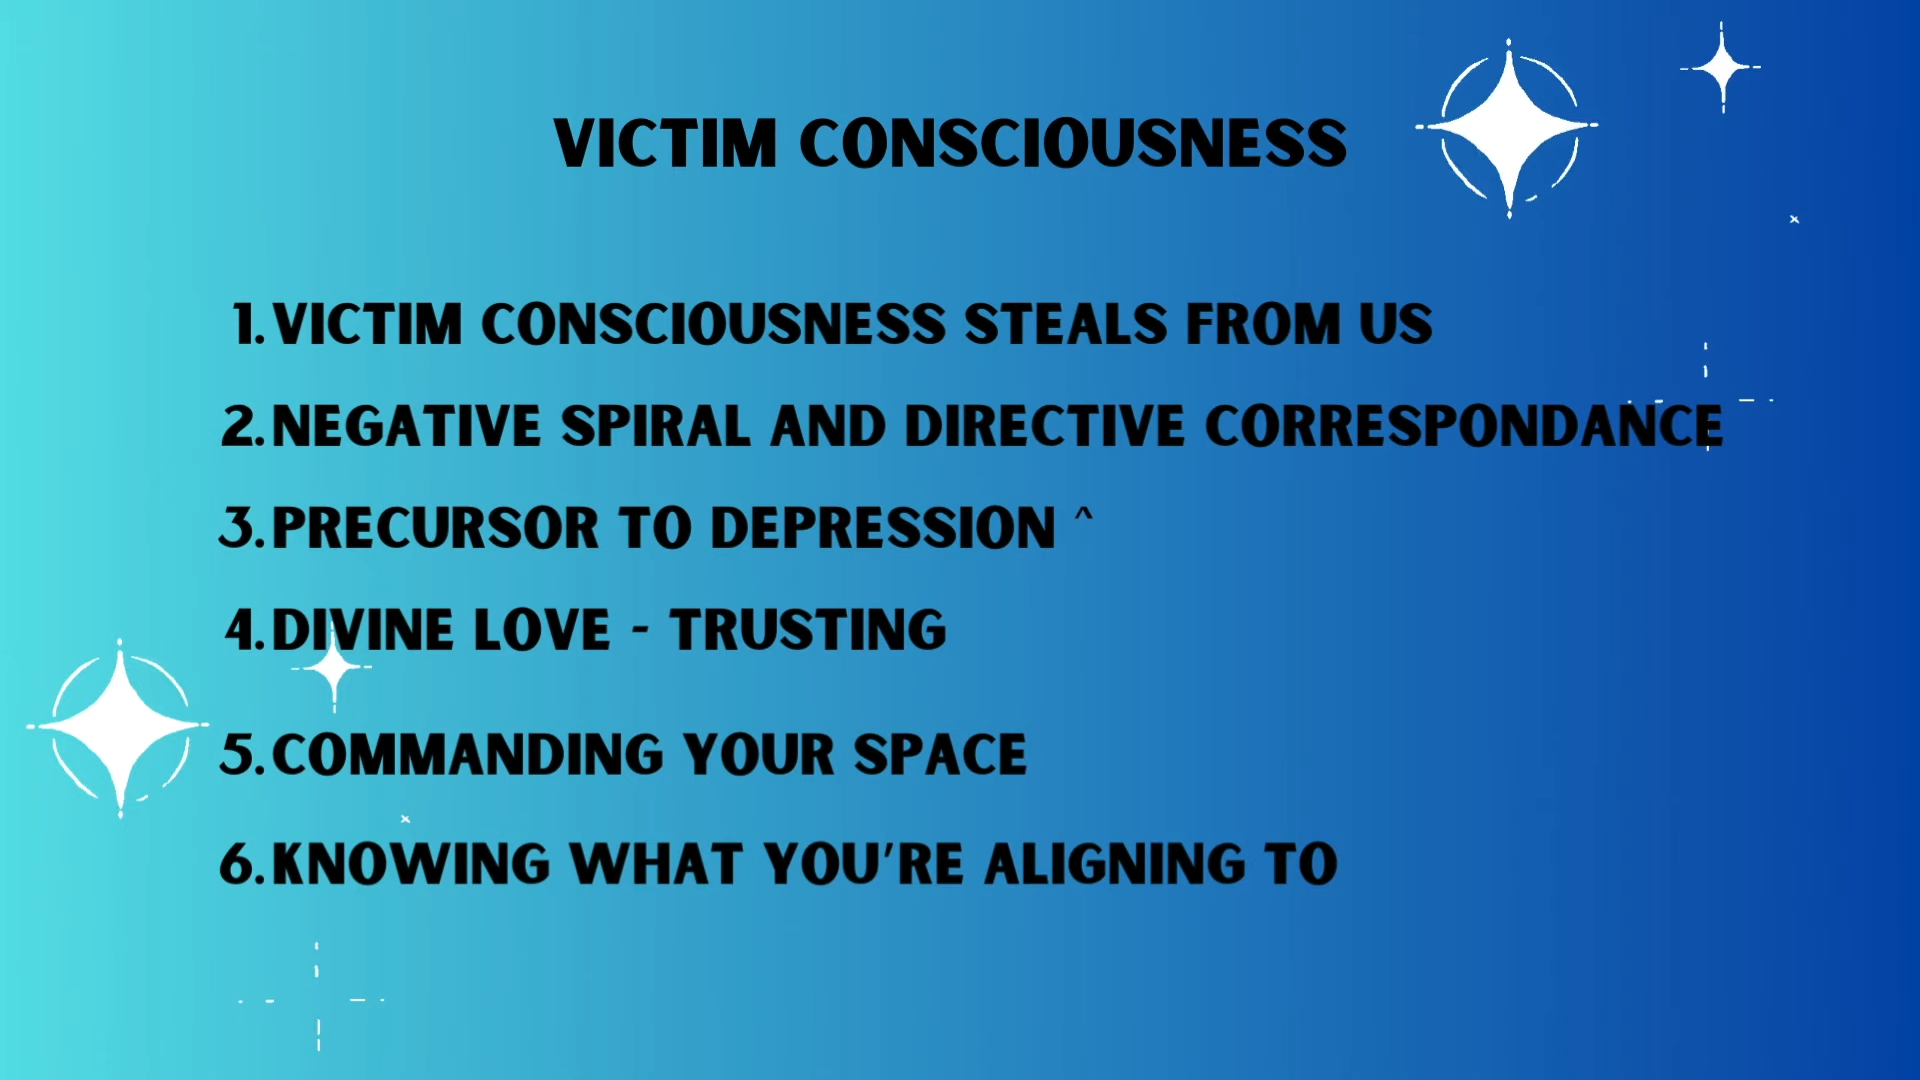 VICTIM CONSCIOUSNESS
1. VICTIM CONSCIOUSNESS STEALS FROM US
2. NEGATIVE SPIRAL AND DIRECTIVE CORRESPONDANCE
3. PRECURSOR TO DEPRESSION ^
4. DIVINE LOVE - TRUSTING
5. COMMANDING YOUR SPACE
6. KNOWING WHAT YOU'RE ALIGNING TO